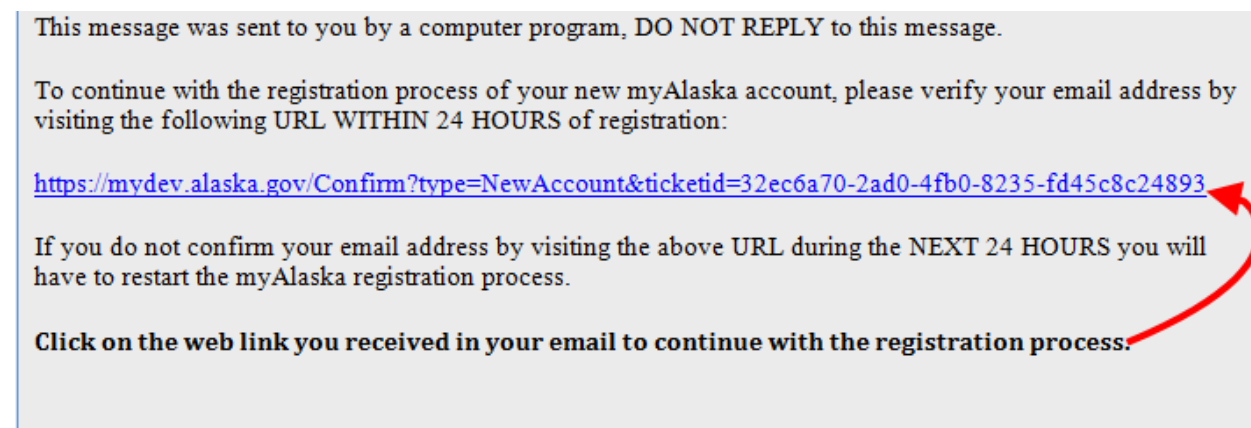 This message was sent to you by a computer program, DO NOT REPLY to this message.
To continue with the registration process of your new myAlaska account, please verify your email address by
visiting the following URL WITHIN 24 HOURS of registration:
https://mydev.alaska.gov/Confirm?type=NewAccount&ticketid=32ec6a70-2ad0-4fb0-8235-fd45c8c24893
If you do not confirm your email address by visiting the above URL during the NEXT 24 HOURS you will
have to restart the myAlaska registration process.
Click on the web link you received in your email to continue with the registration process.